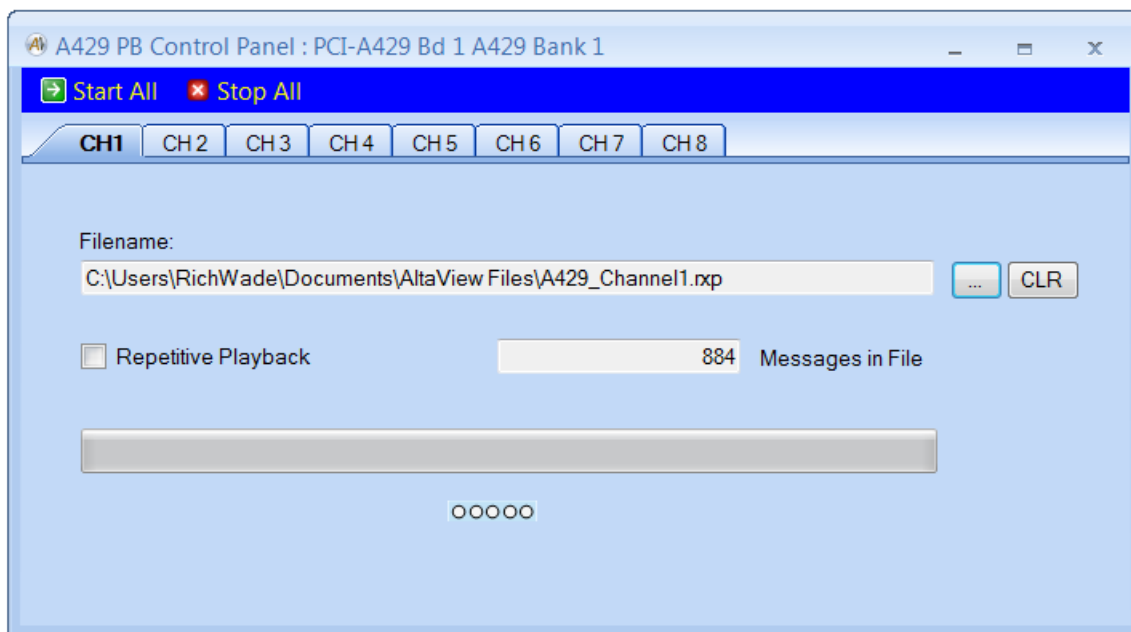 A429 PB Control Panel : PCI-A429 Bd 1 A429 Bank 1
Start All Stop All
CH1 CH 2 CH 3 CH 4 CH 5 CH 6 CH 7 CH 8
Filename:
C:\Users\RichWade\Documents\AltaView Files\A429_Channel1.rxp ... CLR
Repetitive Playback 884 Messages in File